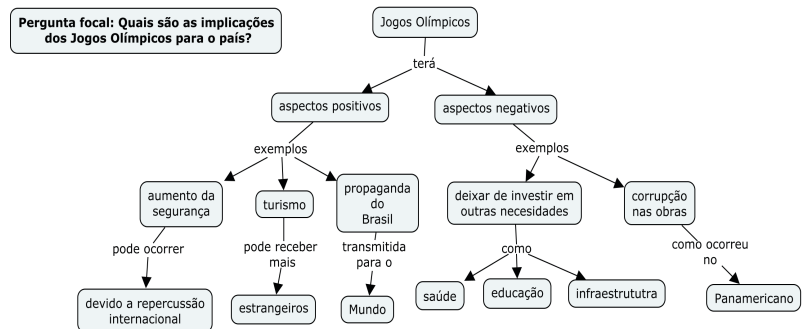 Pergunta focal: Quais são as implicações
dos Jogos Olímpicos para o país?
Jogos Olímpicos
terá
aspectos positivos
aspectos negativos
exemplos
exemplos
aumento da
segurança
turismo
propaganda
do
Brasil
deixar de investir em
outras necesidades
corrupção
nas obras
pode ocorrer
pode receber
mais
transmitida
para o
como
como ocorreu
no
devido a repercussão
internacional
estrangeiros
Mundo
saúde
educação
infraestrututra
Panamericano